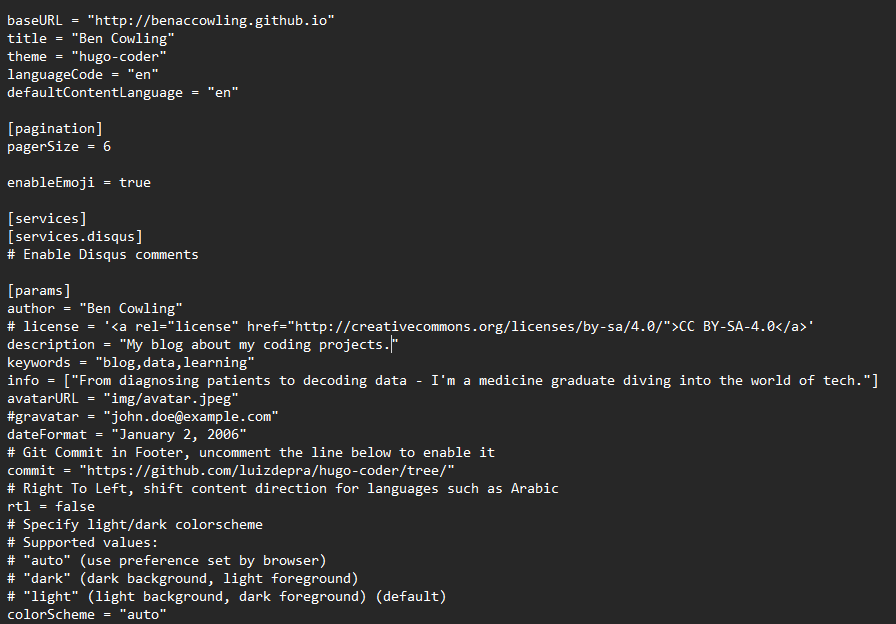 baseURL = "http://benaccowling.github.io"
title = "Ben Cowling"
theme = "hugo-coder"
languageCode = "en"
defaultContentLanguage = "en"
[pagination]
pagerSize = 6
enableEmoji = true
[services]
[services.disqus]
# Enable Disqus comments
[params]
author = "Ben Cowling"
# license = '<a rel="license" href="http://creativecommons.org/licenses/by-sa/4.0/">CC BY-SA-4.0</a>'
description = "My blog about my coding projects."
keywords = "blog,data,learning"
info = ["From diagnosing patients to decoding data - I'm a medicine graduate diving into the world of tech."]
avatarURL = "img/avatar.jpeg"
#gravatar = "john.doe@example.com"
dateFormat = "January 2, 2006"
# Git Commit in Footer, uncomment the line below to enable it
commit = "https://github.com/luizdepra/hugo-coder/tree/"
# Right To Left, shift content direction for languages such as Arabic
rtl = false
# Specify light/dark colorscheme
# Supported values:
# "auto" (use preference set by browser)
# "dark" (dark background, light foreground)
# "light" (light background, dark foreground) (default)
colorScheme = "auto"